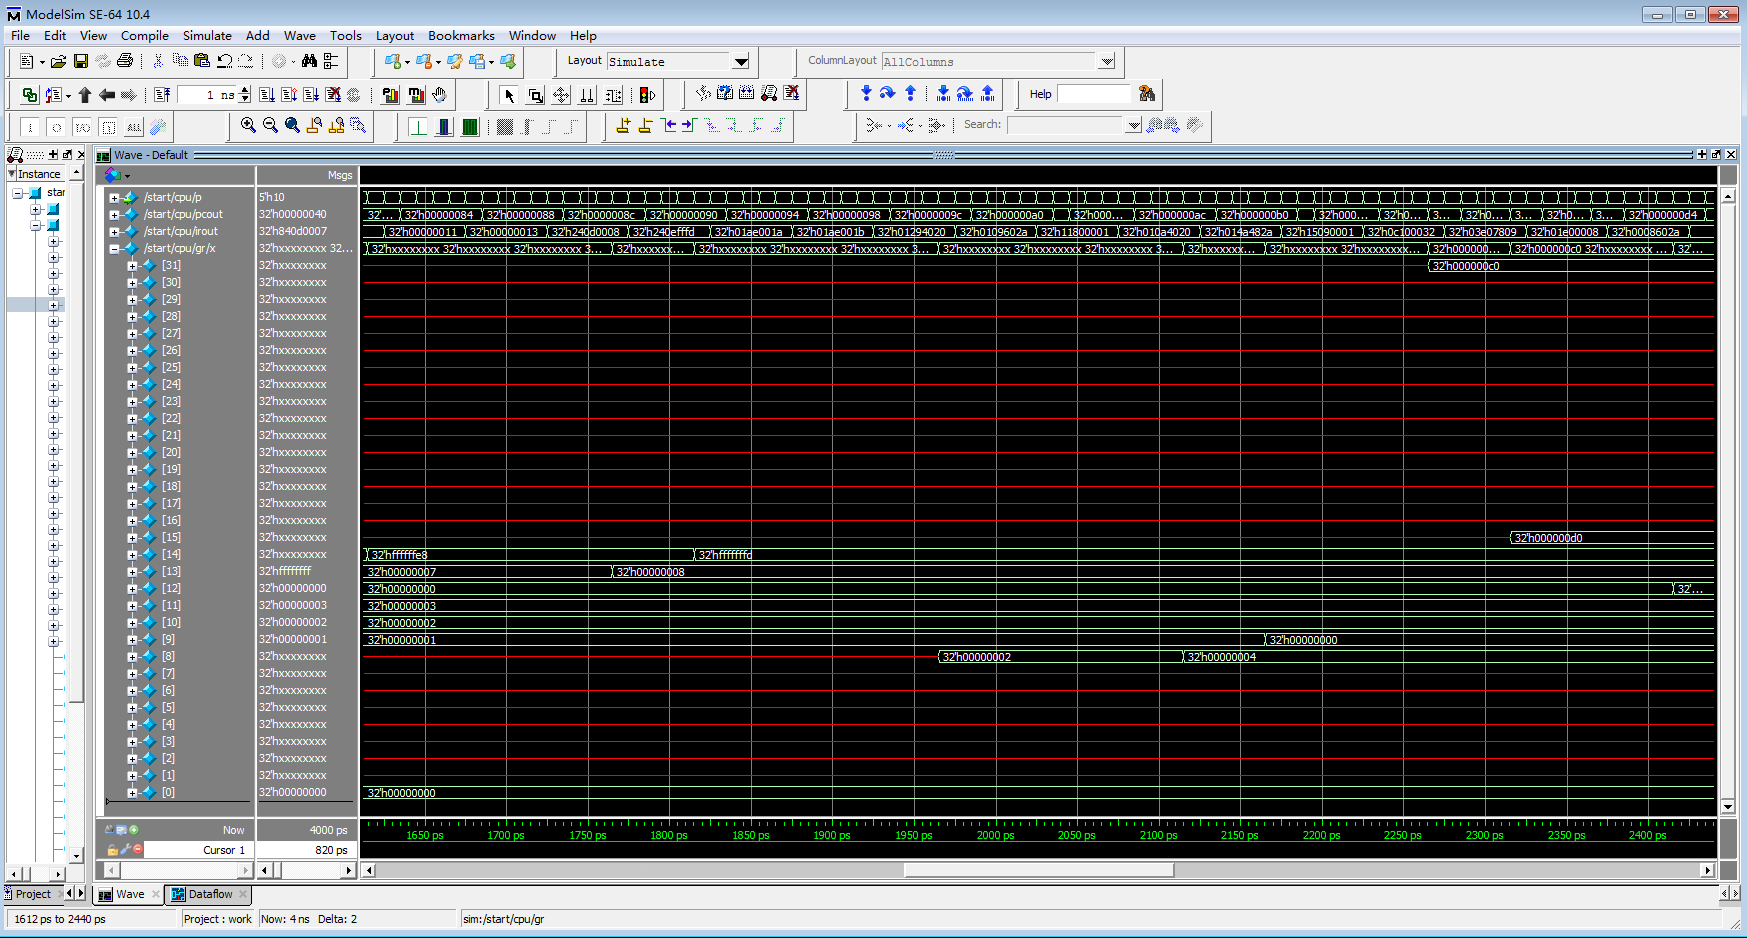 ModelSim SE-64 10.4
File Edit View Compile Simulate Add Wave Tools Layout Bookmarks Window Help
Layout Simulate
ColumnLayout AllColumns
1 ns
Help
Search:
Wave - Default
Instance
Msgs
star
/start/cpu/p 5'h10
/start/cpu/pcout 32'h00000040 32'... 32'h00000084 32'h00000088 32'h0000008c 32'h00000090 32'h00000094 32'h00000098 32'h0000009c 32'h000000a0 32'h000... 32'h000000ac 32'h000000b0 32'h000... 32'h0... 3... 32'h0... 3... 32'h0... 3... 32'h000000d4
/start/cpu/irout 32'h840d0007 32'h00000011 32'h00000013 32'h240d0008 32'h240efffd 32'h01ae001a 32'h01ae001b 32'h01294020 32'h0109602a 32'h11800001 32'h010a4020 32'h014a482a 32'h15090001 32'h0c100032 32'h03e07809 32'h01e00008 32'h0008602a
/start/cpu/gr/x 32'hxxxxxxxx 32... 32'hxxxxxxxx 32'hxxxxxxxx 32'hxxxxxxxx 3... 32'hxxxxxx... 32'hxxxxxx... 32'hxxxxxxxx 32'hxxxxxxxx 3... 32'hxxxxxxxx 32'hxxxxxxxx 32'hxxxxxxxx 3... 32'hxxxxxx... 32'hxxxxxxxx 32'hxxxxxx... 32'h000000... 32'h000000c0 32'hxxxxxxxx ... 32'...
[31] 32'hxxxxxxxx 32'h000000c0
[30] 32'hxxxxxxxx
[29] 32'hxxxxxxxx
[28] 32'hxxxxxxxx
[27] 32'hxxxxxxxx
[26] 32'hxxxxxxxx
[25] 32'hxxxxxxxx
[24] 32'hxxxxxxxx
[23] 32'hxxxxxxxx
[22] 32'hxxxxxxxx
[21] 32'hxxxxxxxx
[20] 32'hxxxxxxxx
[19] 32'hxxxxxxxx
[18] 32'hxxxxxxxx
[17] 32'hxxxxxxxx
[16] 32'hxxxxxxxx
[15] 32'hxxxxxxxx 32'h000000d0
[14] 32'hxxxxxxxx 32'hffffffe8 32'hfffffffd
[13] 32'hffffffff 32'h00000007 32'h00000008
[12] 32'h00000000 32'h00000000 32'...
[11] 32'h00000003 32'h00000003
[10] 32'h00000002 32'h00000002
[9] 32'h00000001 32'h00000001 32'h00000000
[8] 32'hxxxxxxxx 32'h00000002 32'h00000004
[7] 32'hxxxxxxxx
[6] 32'hxxxxxxxx
[5] 32'hxxxxxxxx
[4] 32'hxxxxxxxx
[3] 32'hxxxxxxxx
[2] 32'hxxxxxxxx
[1] 32'hxxxxxxxx
[0] 32'h00000000 32'h00000000
Now 4000 ps 1650 ps 1700 ps 1750 ps 1800 ps 1850 ps 1900 ps 1950 ps 2000 ps 2050 ps 2100 ps 2150 ps 2200 ps 2250 ps 2300 ps 2350 ps 2400 ps
Cursor 1 820 ps
Project Wave Dataflow
1612 ps to 2440 ps Project : work Now: 4 ns Delta: 2 sim:/start/cpu/gr